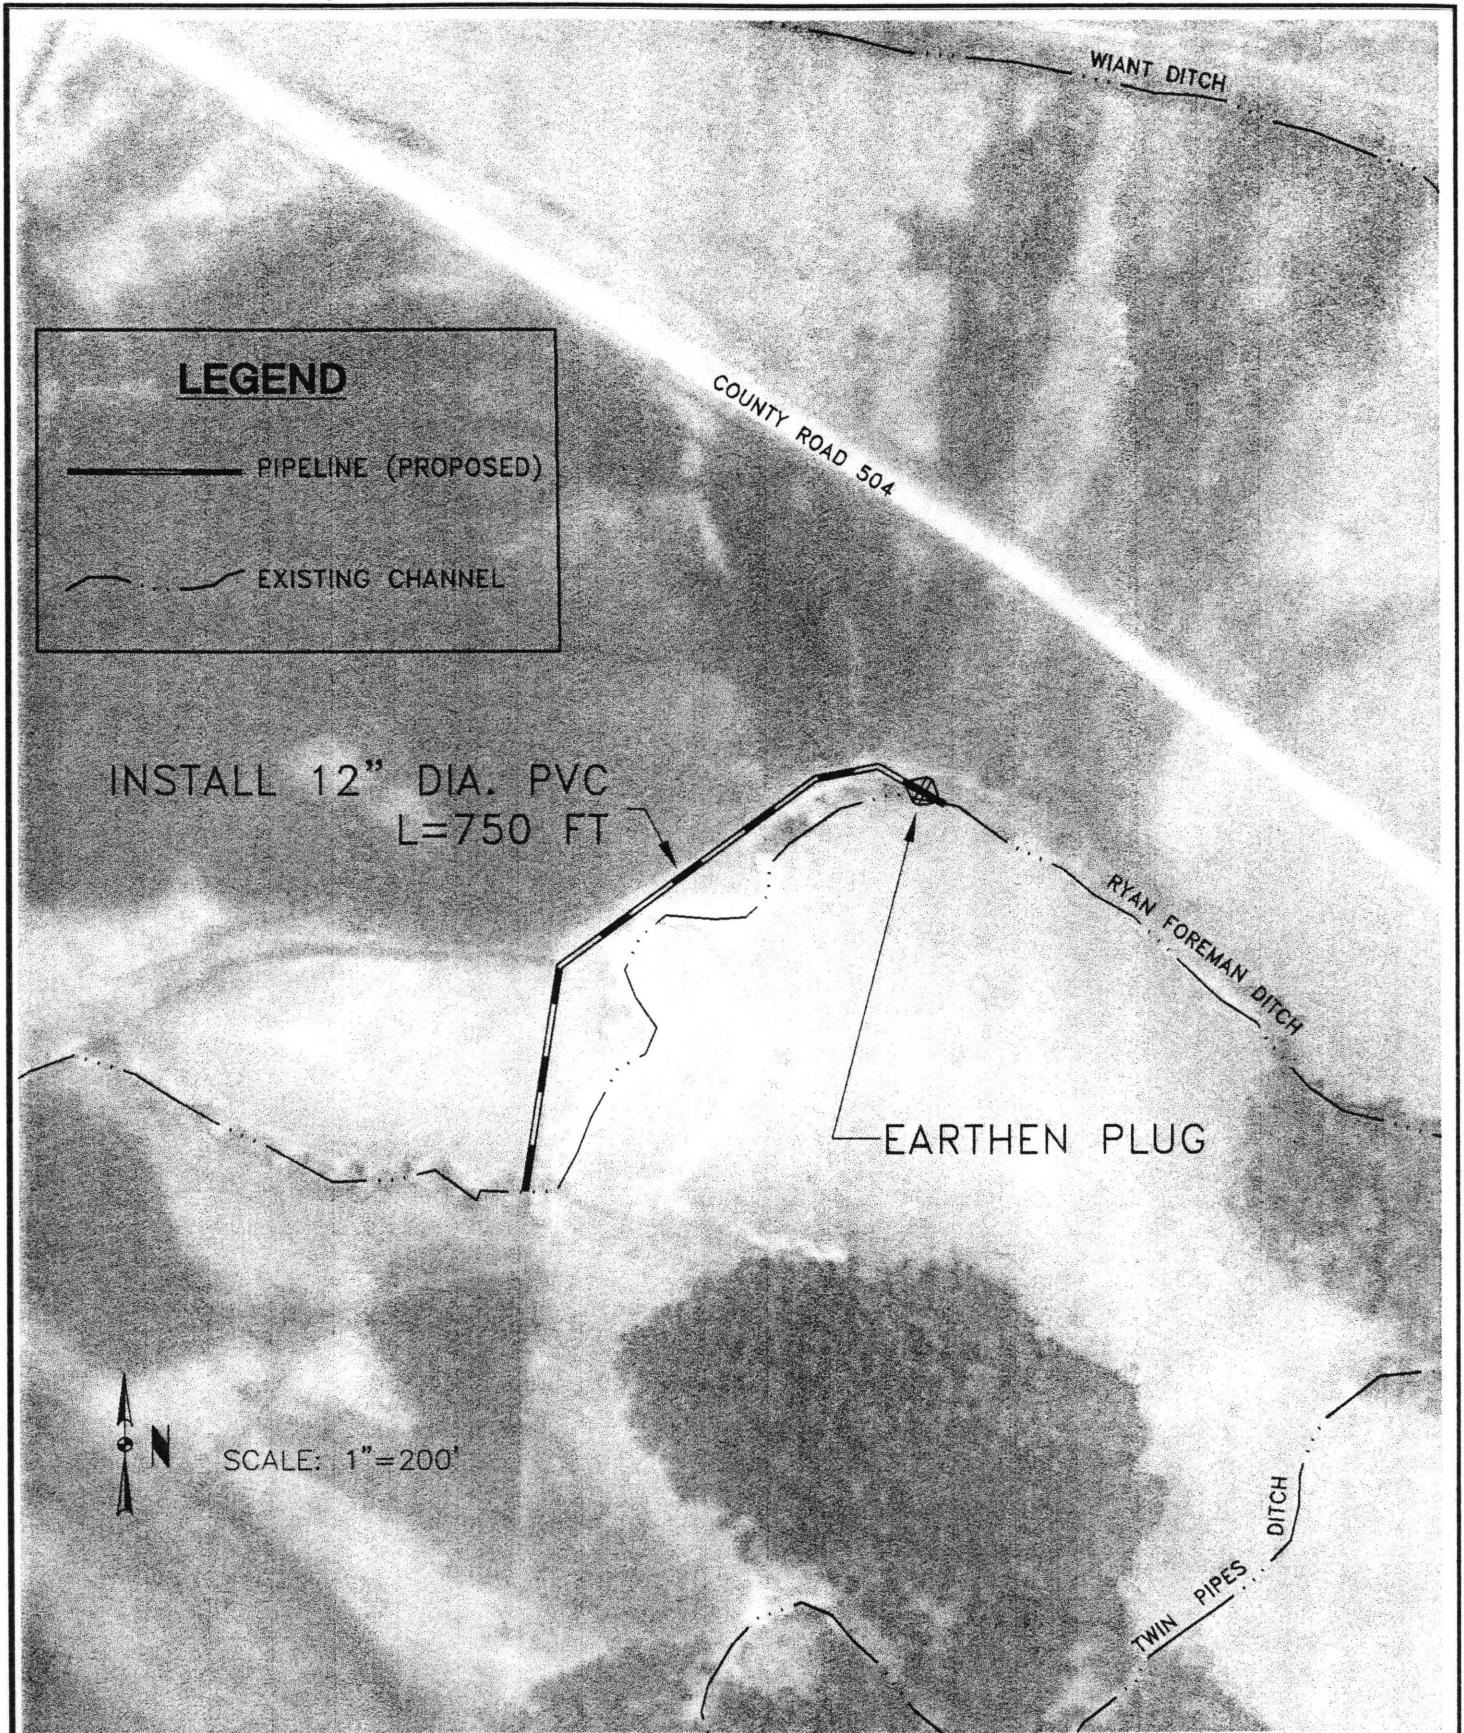 WIANT DITCH
COUNTY ROAD 504
LEGEND
PIPELINE (PROPOSED)
EXISTING CHANNEL
INSTALL 12" DIA. PVC
L=750 FT
RYAN FOREMAN DITCH
EARTHEN PLUG
N
SCALE: 1"=200'
TWIN PIPES DITCH